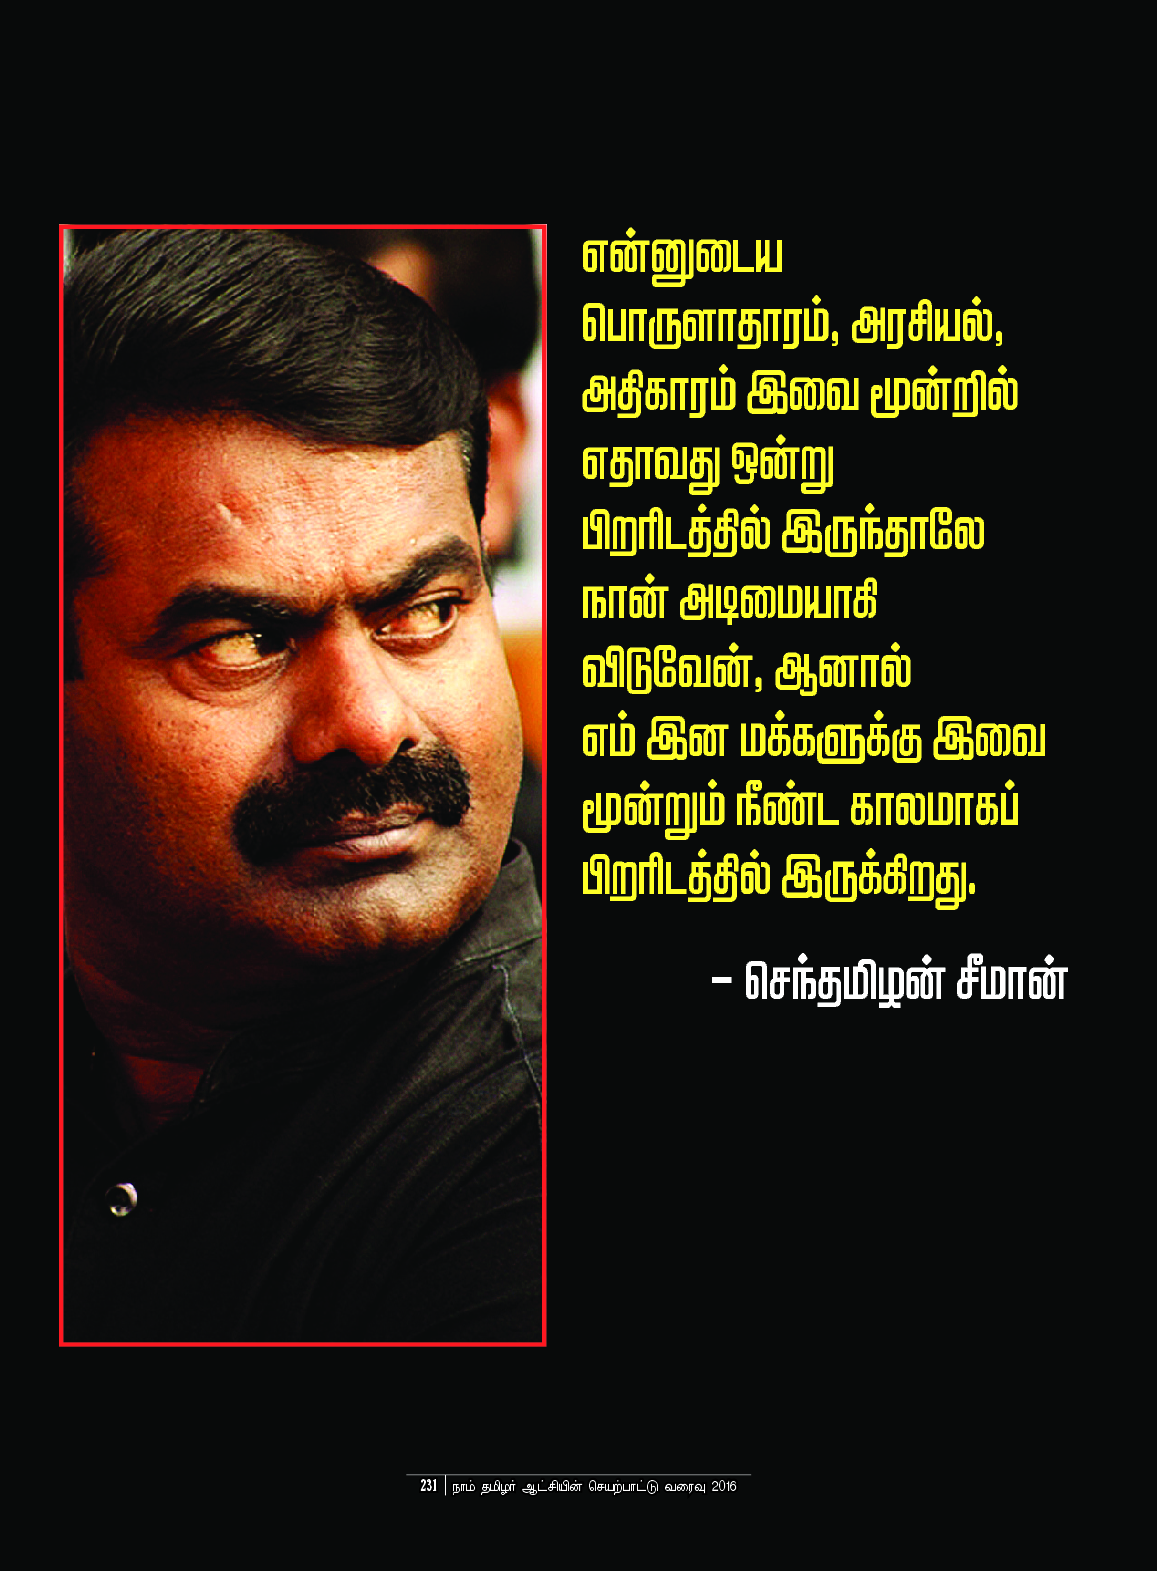 என்னுடைய
பொருளாதாரம், அரசியல்,
அதிகாரம் இவை மூன்றில்
எதாவது ஒன்று
பிறரிடத்தில் இருந்தாலே
நான் அடிமையாகி
விடுவேன், ஆனால்
எம் இன மக்களுக்கு இவை
மூன்றும் நீண்ட காலமாகப்
பிறரிடத்தில் இருக்கிறது.
– செந்தமிழன் சீமான்
231 | நாம் தமிழர் ஆட்சியின் செயற்பாட்டு வரைவு 2016